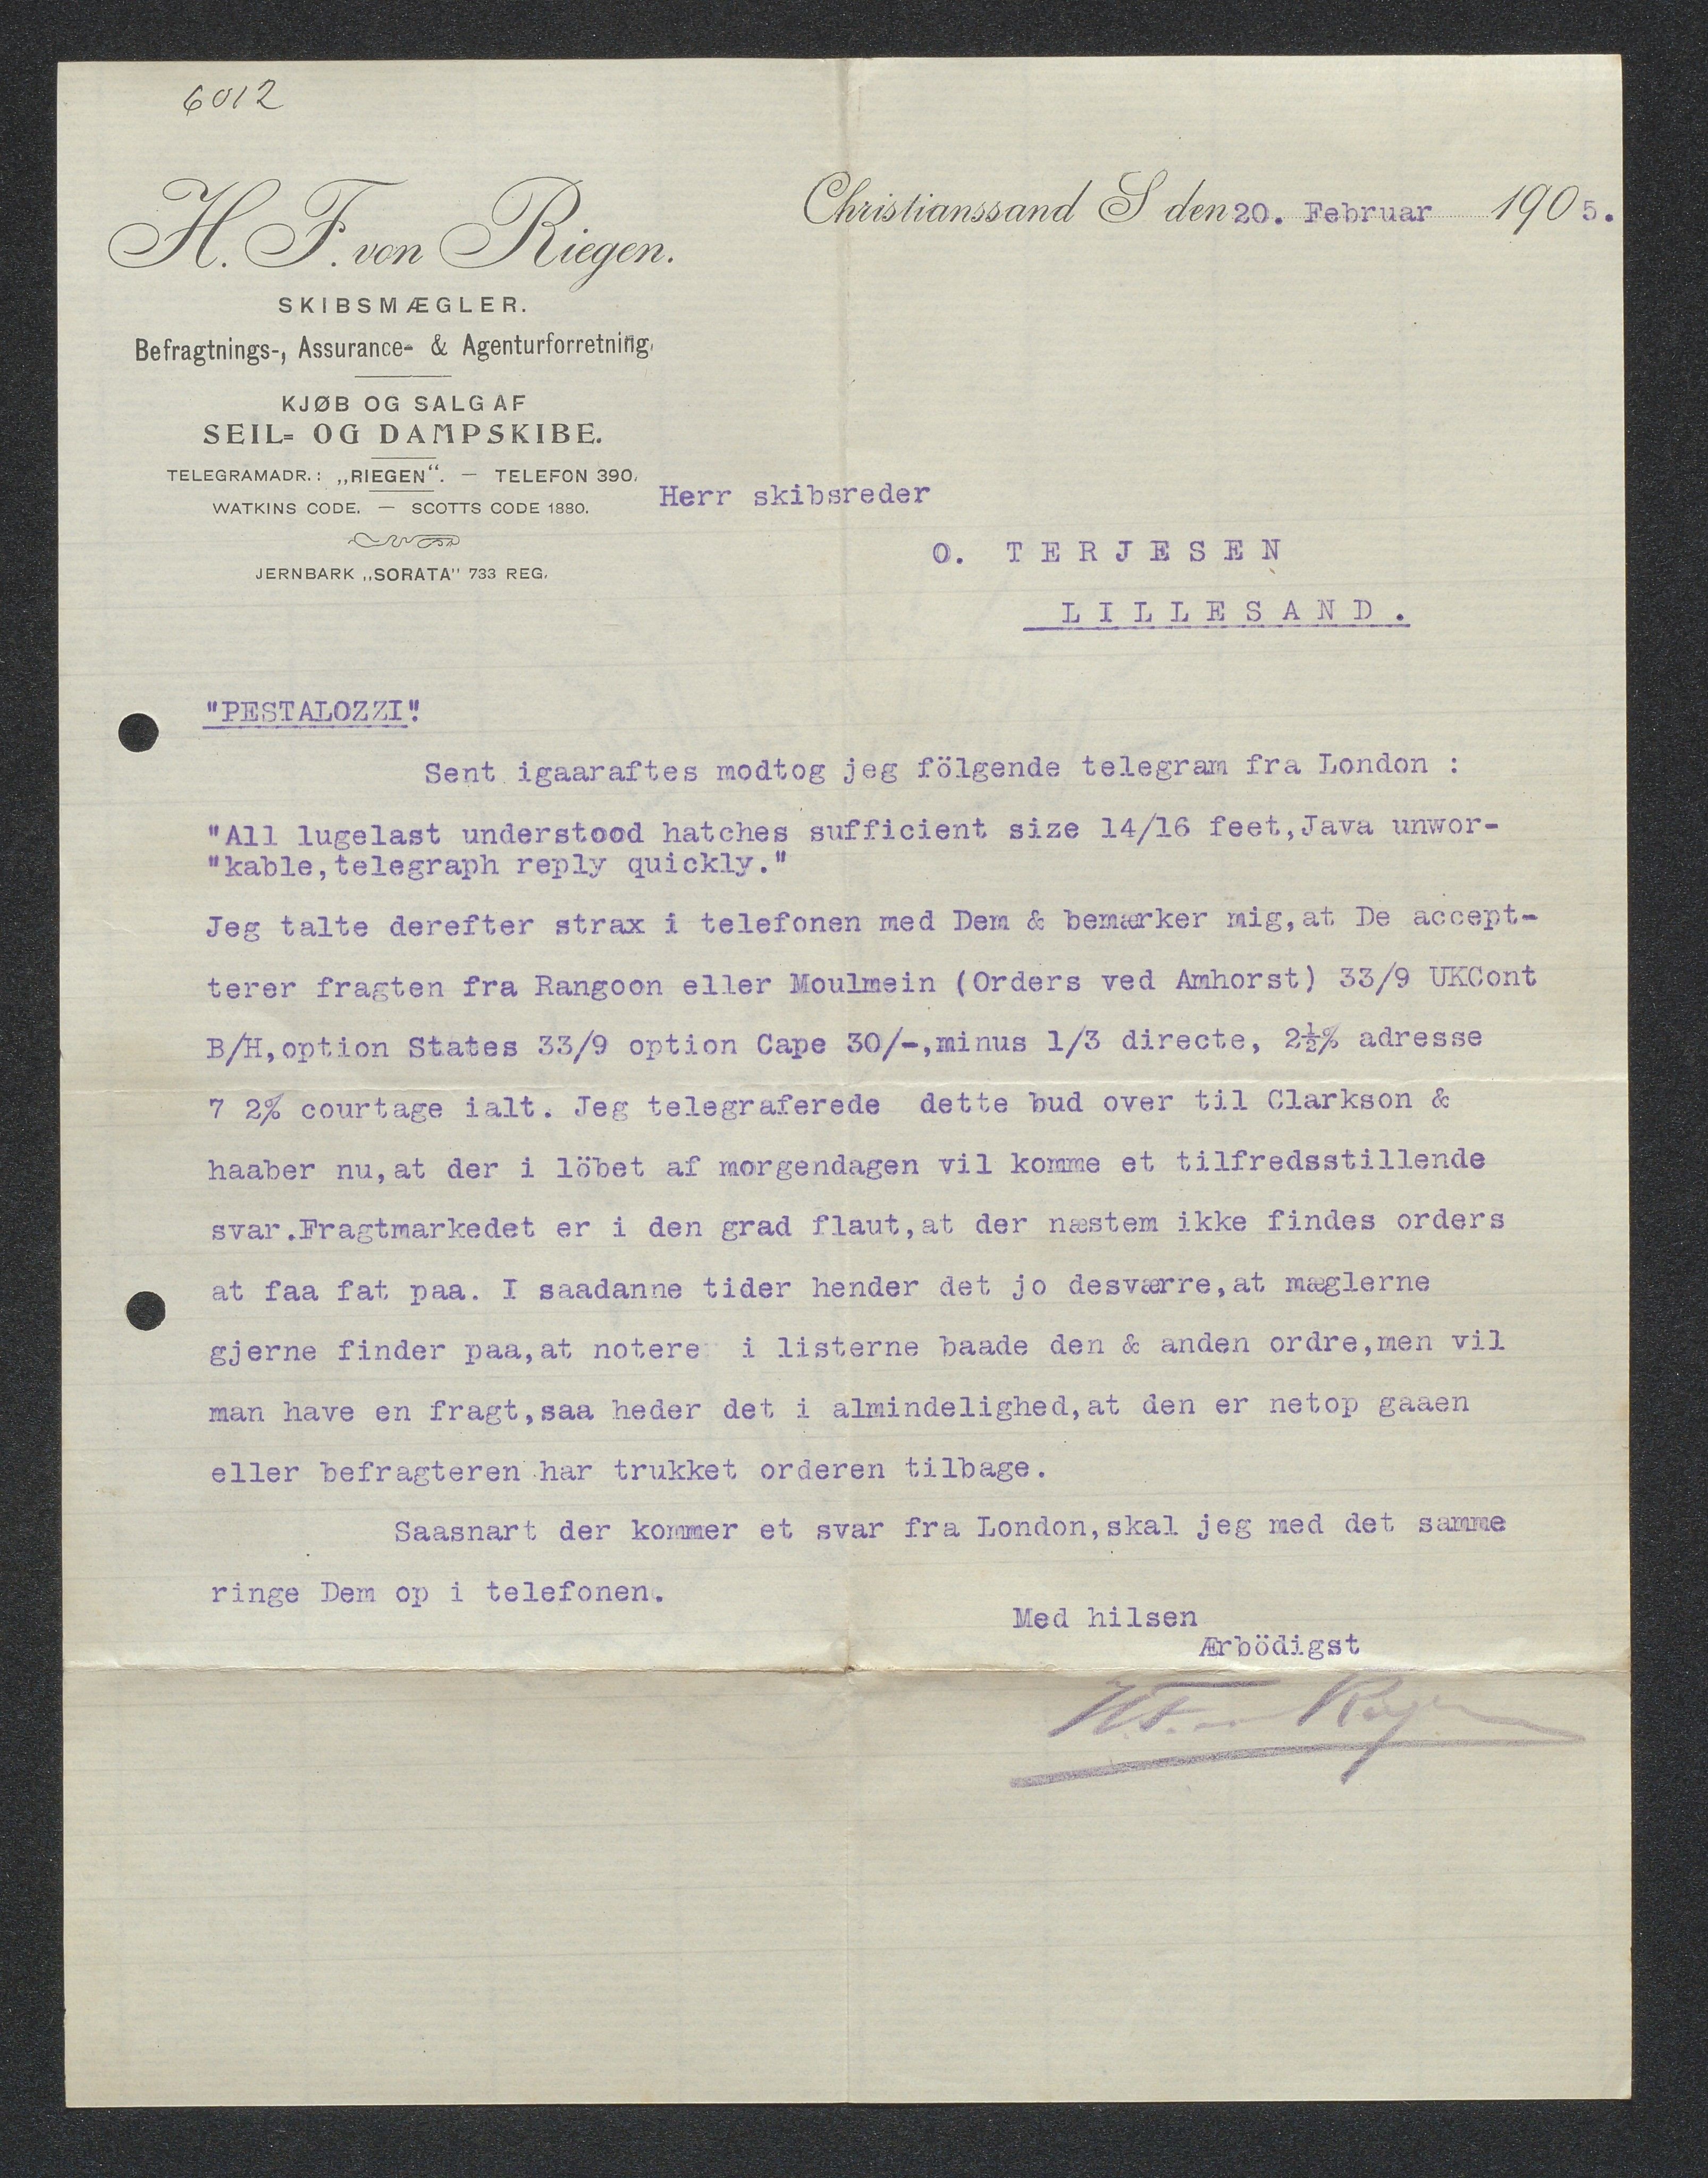 6012
H. F. von Riegen.
Christianssand S den 20. Februar 1905.
SKIBSMÆGLER.
Befragtnings-, Assurance- & Agenturforretning.
KJØB OG SALG AF
SEIL- OG DAMPSKIBE.
TELEGRAMADR.: „RIEGEN“. — TELEFON 390.
WATKINS CODE. — SCOTTS CODE 1880.
JERNBARK „SORATA" 733 REG.
Herr skibsreder
O. TERJESEN
LILLESAND.
"PESTALOZZI".
Sent igaaraftes modtog jeg fölgende telegram fra London :
"All lugelast understood hatches sufficient size 14/16 feet,Java unwor-
"kable,telegraph reply quickly."
Jeg talte derefter strax i telefonen med Dem & bemærker mig,at De accept-
terer fragten fra Rangoon eller Moulmein (Orders ved Amhorst) 33/9 UKCont
B/H,option States 33/9 option Cape 30/-,minus 1/3 directe, 2½% adresse
7 2% courtage ialt. Jeg telegraferede dette bud over til Clarkson &
haaber nu,at der i löbet af morgendagen vil komme et tilfredsstillende
svar.Fragtmarkedet er i den grad flaut,at der næstem ikke findes orders
at faa fat paa. I saadanne tider hender det jo desværre,at mæglerne
gjerne finder paa,at notere i listerne baade den & anden ordre,men vil
man have en fragt,saa heder det i almindelighed,at den er netop gaaen
eller befragteren har trukket orderen tilbage.
Saasnart der kommer et svar fra London,skal jeg med det samme
ringe Dem op i telefonen.
Med hilsen
Ærbödigst
H.F. von Riegen